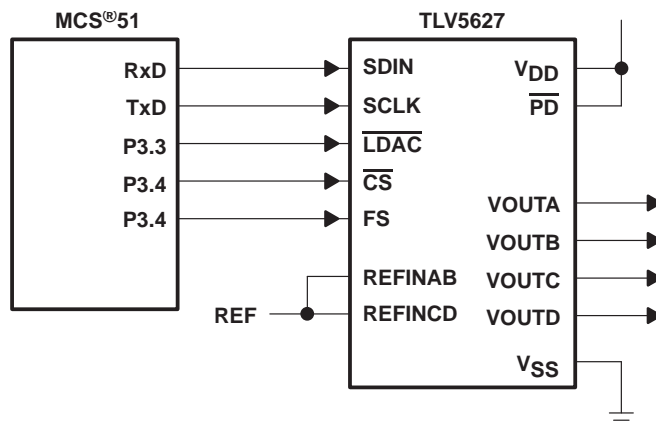 MCS®51
TLV5627
RxD
TxD
P3.3
P3.4
P3.4
SDIN
SCLK
LDAC
CS
FS
REFINAB
REFINCD
REF
VDD
PD
VOUTA
VOUTB
VOUTC
VOUTD
VSS